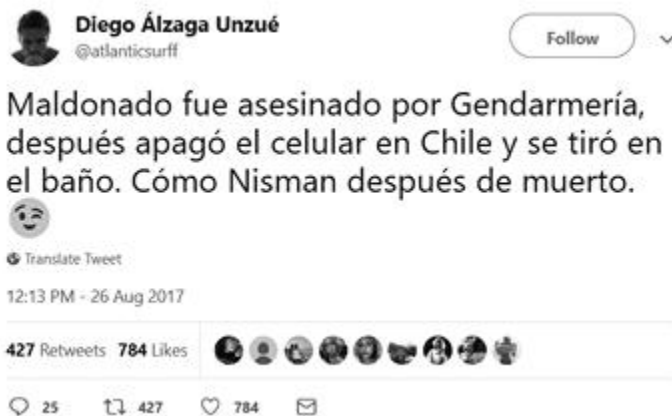 Diego Álzaga Unzué
@atlanticsurff
Follow
Maldonado fue asesinado por Gendarmería,
después apagó el celular en Chile y se tiró en
el baño. Cómo Nisman después de muerto.
Translate Tweet
12:13 PM - 26 Aug 2017
427 Retweets 784 Likes
25 427 784